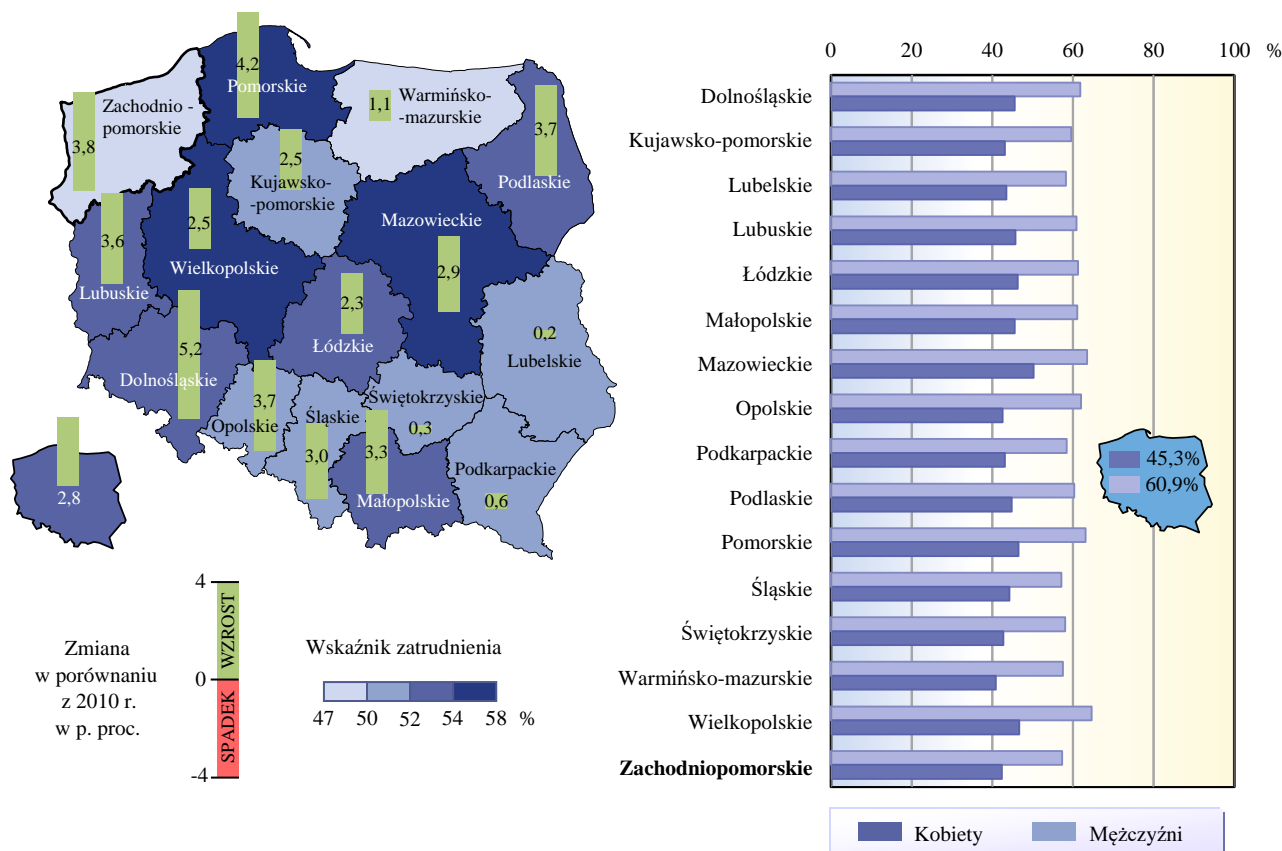 4,2
Pomorskie
Zachodnio -
pomorskie
3,8
1,1
Warmińsko-
-mazurskie
3,7
Podlaskie
2,5
Kujawsko-
-pomorskie
2,5
Wielkopolskie
Mazowieckie
2,9
3,6
Lubuskie
2,3
Łódzkie
0,2
Lubelskie
5,2
Dolnośląskie
3,7
Opolskie
Śląskie
3,0
Świętokrzyskie
0,3
3,3
Małopolskie
Podkarpackie
0,6
2,8
Zmiana
w porównaniu
z 2010 r.
w p. proc.
4
0
-4
WZROST
SPADEK
Wskaźnik zatrudnienia
47 50 52 54 58 %
0 20 40 60 80 100 %
Dolnośląskie
Kujawsko-pomorskie
Lubelskie
Lubuskie
Łódzkie
Małopolskie
Mazowieckie
Opolskie
Podkarpackie
Podlaskie
Pomorskie
Śląskie
Świętokrzyskie
Warmińsko-mazurskie
Wielkopolskie
Zachodniopomorskie
45,3%
60,9%
Kobiety Mężczyźni